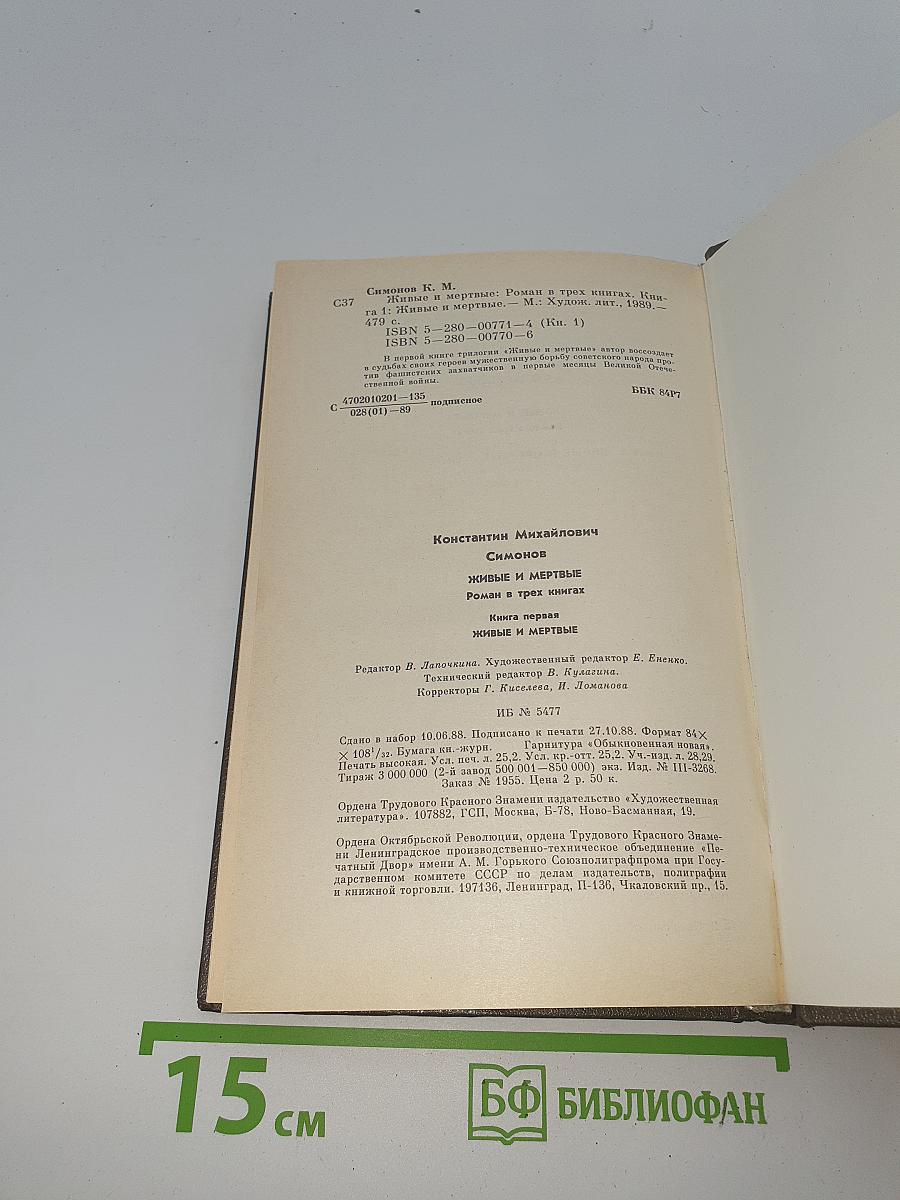 Симонов К. М.
С37 Живые и мертвые: Роман в трех книгах. Кни-
га 1: Живые и мертвые.— М.: Худож. лит., 1989.—
479 с.
ISBN 5—280—00771—4 (Кн. 1)
ISBN 5—280—00770—6
В первой книге трилогии «Живые и мертвые» автор воссоздает
в судьбах своих героев мужественную борьбу советского народа про-
тив фашистских захватчиков в первые месяцы Великой Отече-
ственной войны.
С 4702010201—135 подписное
028(01)—89
ББК 84Р7
Константин Михайлович
Симонов
ЖИВЫЕ И МЕРТВЫЕ
Роман в трех книгах
Книга первая
ЖИВЫЕ И МЕРТВЫЕ
Редактор В. Лапочкина. Художественный редактор Е. Ененко.
Технический редактор В. Кулагина.
Корректоры Г. Киселева, И. Ломанова
ИБ № 5477
Сдано в набор 10.06.88. Подписано к печати 27.10.88. Формат 84×
×108¹/₃₂. Бумага кн.-журн. Гарнитура «Обыкновенная новая».
Печать высокая. Усл. печ. л. 25,2. Усл. кр.-отт. 25,2. Уч.-изд. л. 28,29.
Тираж 3 000 000 (2-й завод 500 001—850 000) экз. Изд. № III-3268.
Заказ № 1955. Цена 2 р. 50 к.
Ордена Трудового Красного Знамени издательство «Художественная
литература». 107882, ГСП, Москва, Б-78, Ново-Басманная, 19.
Ордена Октябрьской Революции, ордена Трудового Красного Знаме-
ни Ленинградское производственно-техническое объединение «Пе-
чатный Двор» имени А. М. Горького Союзполиграфпрома при Госу-
дарственном комитете СССР по делам издательств, полиграфии
и книжной торговли. 197136, Ленинград, П-136, Чкаловский пр., 15.
15 см
БФ БИБЛИОФАН